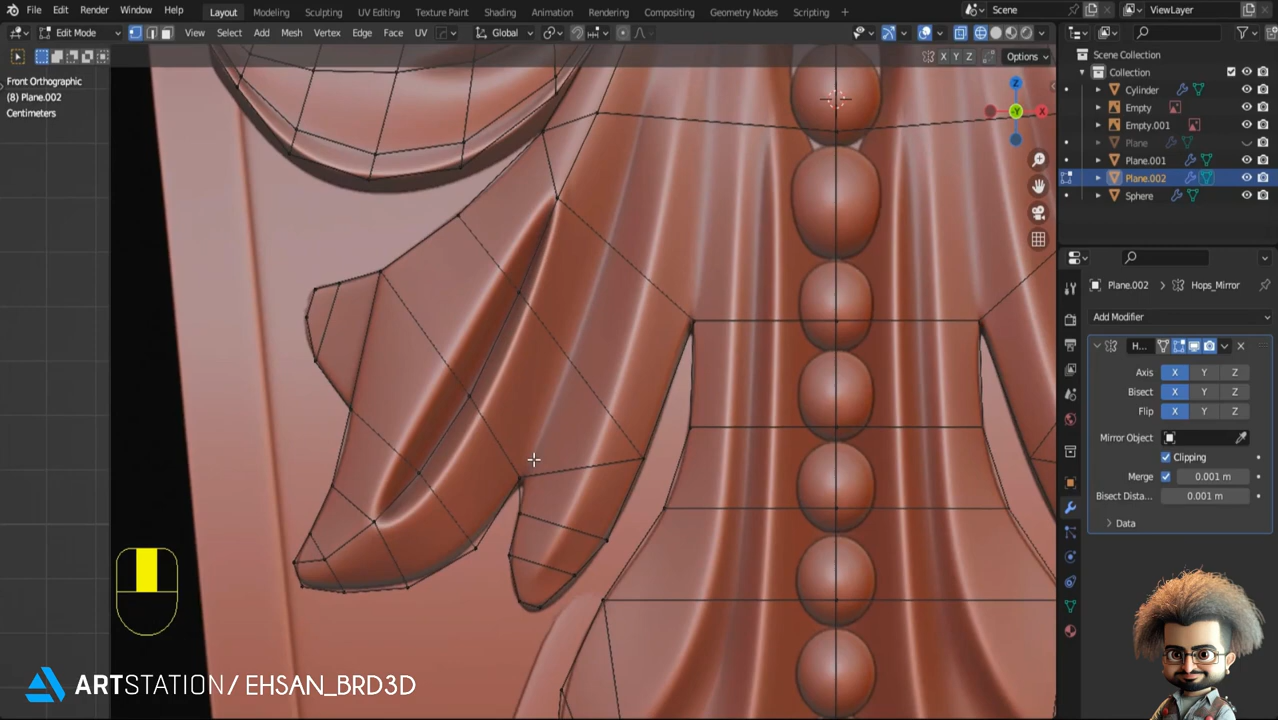 File Edit Render Window Help Layout Modeling Sculpting UV Editing Texture Paint Shading Animation Rendering Compositing Geometry Nodes Scripting + Scene ViewLayer
Edit Mode View Select Add Mesh Vertex Edge Face UV Global
X Y Z Options
Front Orthographic
(8) Plane.002
Centimeters
Z
X
-Y
Scene Collection
Collection
Cylinder
Empty
Empty.001
Plane
Plane.001
Plane.002
Sphere
Plane.002 > Hops_Mirror
Add Modifier
H...
Axis X Y Z
Bisect X Y Z
Flip X Y Z
Mirror Object
Clipping
Merge 0.001 m
Bisect Dista... 0.001 m
Data
ARTSTATION / EHSAN_BRD3D